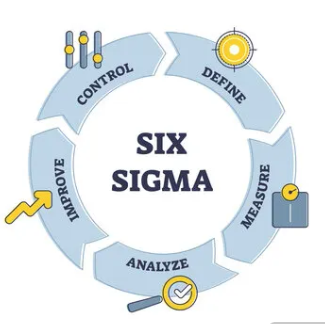 SIX
SIGMA
DEFINE
MEASURE
ANALYZE
IMPROVE
CONTROL